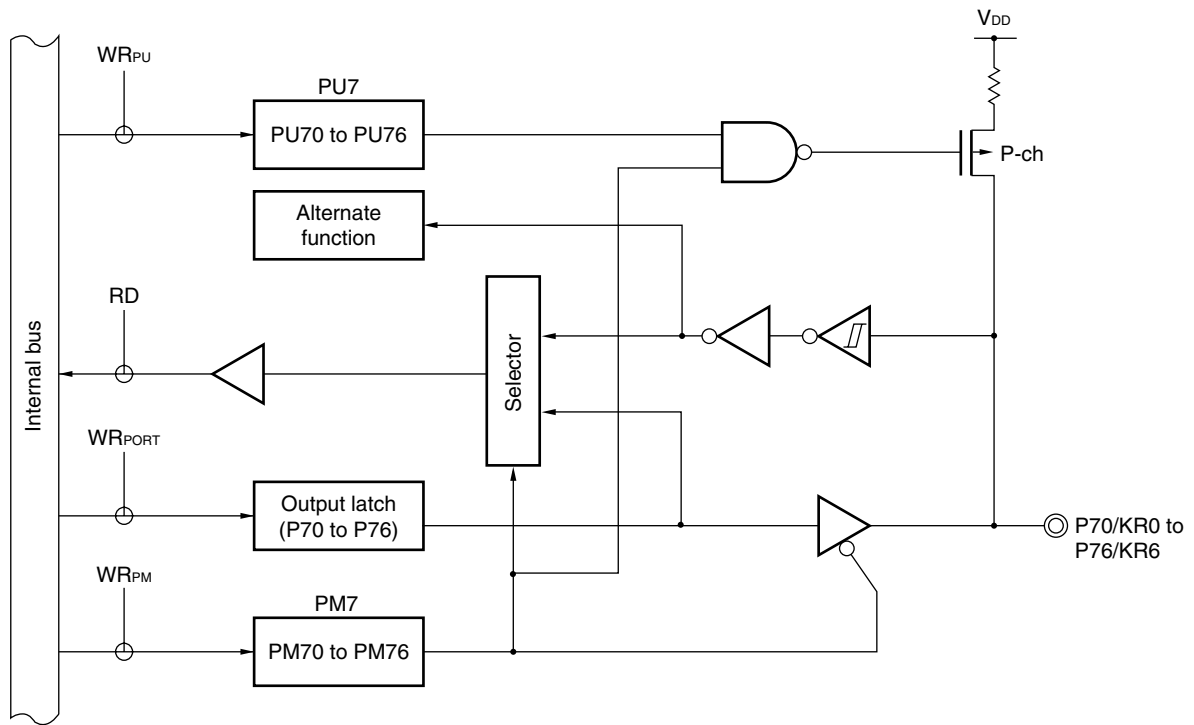 VDD
WRPU
PU7
PU70 to PU76
P-ch
Alternate
function
RD
Internal bus
Selector
WRPORT
Output latch
(P70 to P76)
P70/KR0 to
P76/KR6
WRPM
PM7
PM70 to PM76